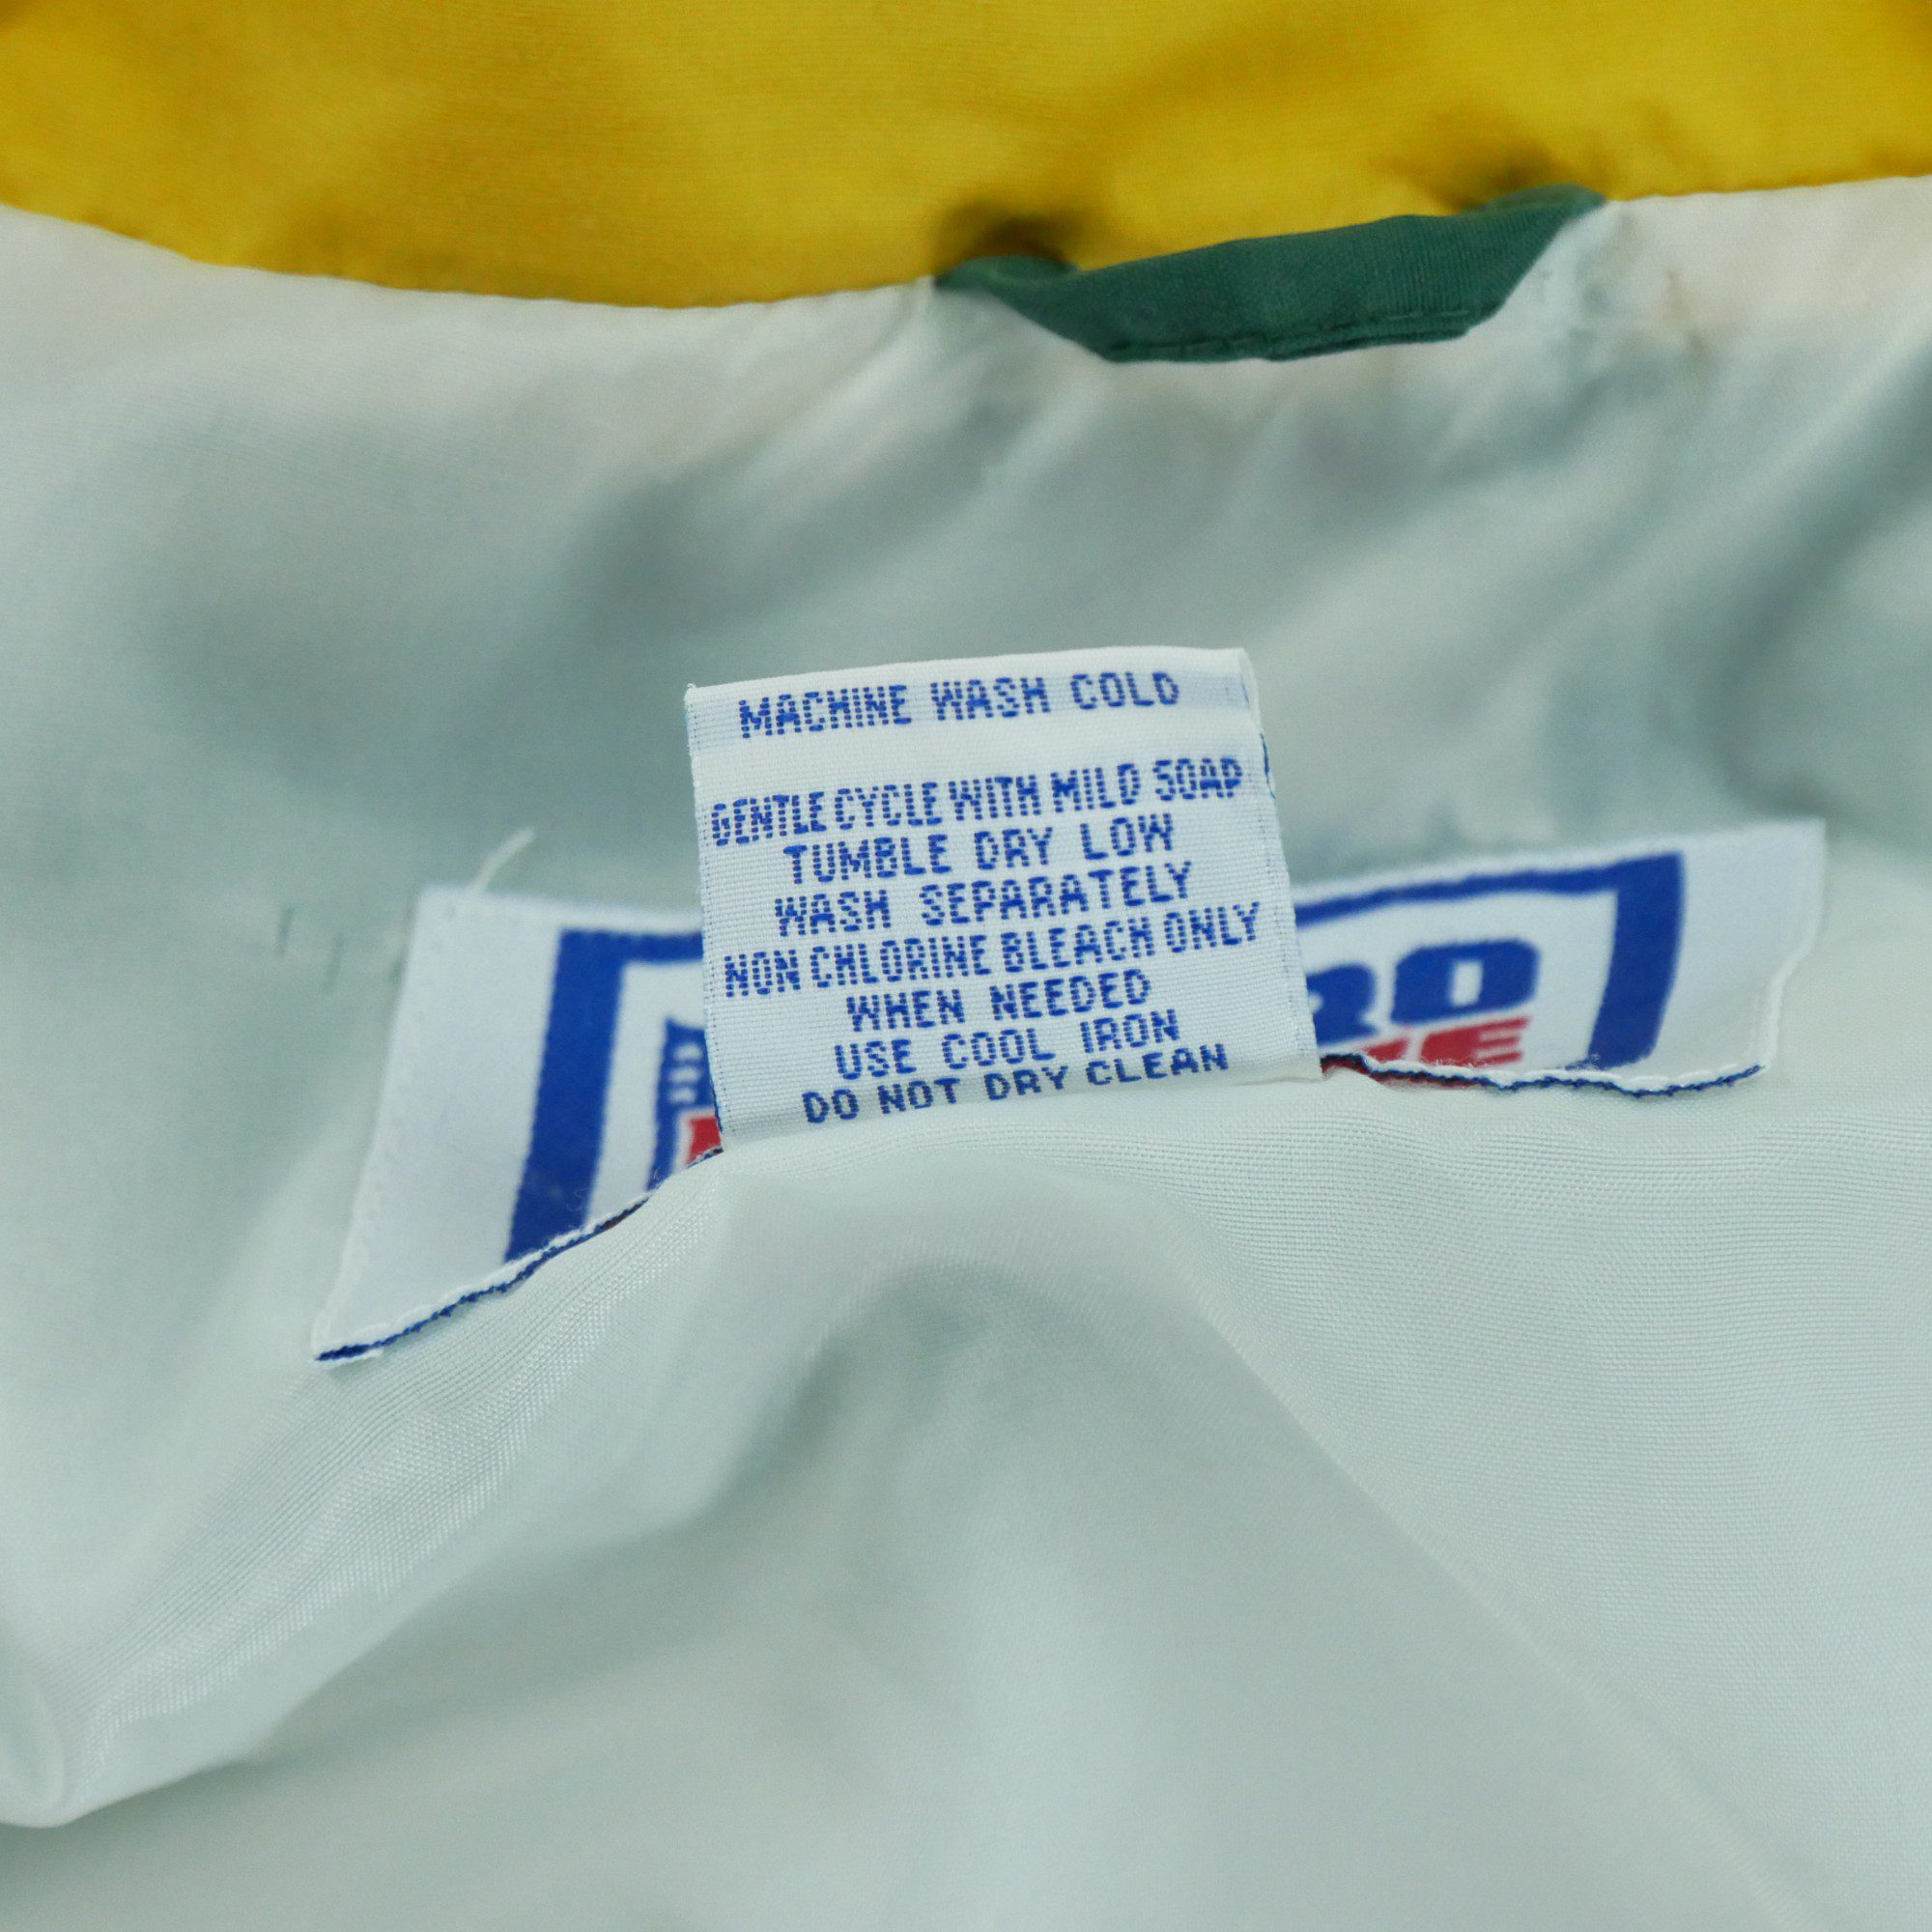 MACHINE WASH COLD
GENTLE CYCLE WITH MILD SOAP
TUMBLE DRY LOW
WASH SEPARATELY
NON CHLORINE BLEACH ONLY
WHEN NEEDED
USE COOL IRON
DO NOT DRY CLEAN